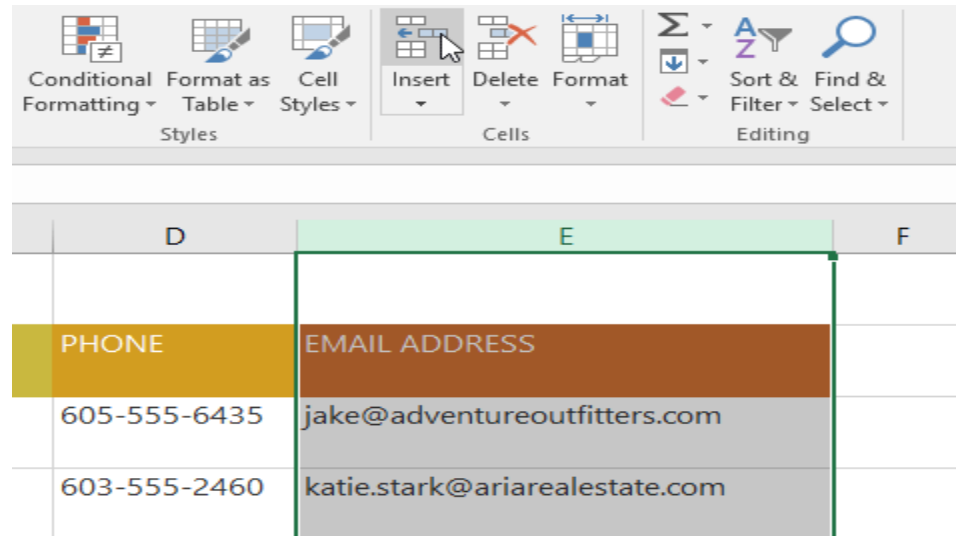 Conditional Formatting
Format as Table
Cell Styles
Insert
Delete
Format
Sort & Filter
Find & Select
Styles
Cells
Editing
D
E
F
PHONE
EMAIL ADDRESS
605-555-6435
jake@adventureoutfitters.com
603-555-2460
katie.stark@ariarealestate.com